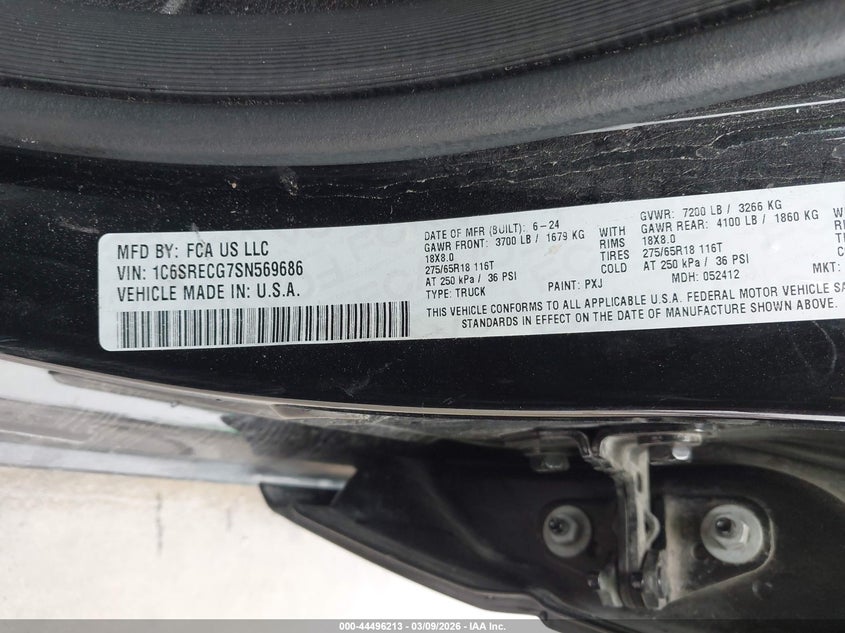 MFD BY: FCA US LLC
VIN: 1C6SRECG7SN569686
VEHICLE MADE IN: U.S.A.
DATE OF MFR (BUILT): 6-24
GVWR: 7200 LB / 3266 KG
GAWR FRONT: 3700 LB / 1679 KG WITH GAWR REAR: 4100 LB / 1860 KG
18X8.0 RIMS 18X8.0
275/65R18 116T TIRES 275/65R18 116T
AT 250 kPa / 36 PSI COLD AT 250 kPa / 36 PSI
TYPE: TRUCK PAINT: PXJ MDH: 052412 MKT:
THIS VEHICLE CONFORMS TO ALL APPLICABLE U.S.A. FEDERAL MOTOR VEHICLE
STANDARDS IN EFFECT ON THE DATE OF MANUFACTURE SHOWN ABOVE.
000-44496213 - 03/09/2026 - IAA Inc.